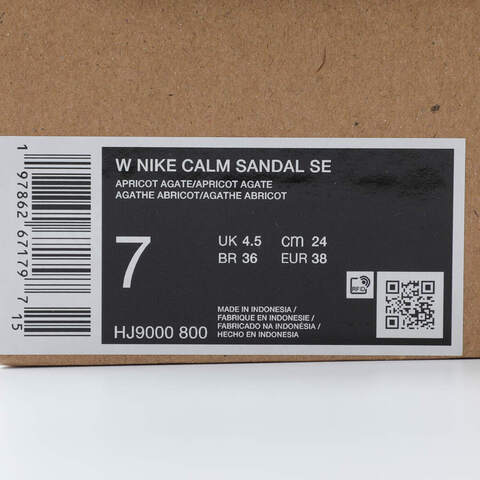 W NIKE CALM SANDAL SE
APRICOT AGATE/APRICOT AGATE
AGATHE ABRICOT/AGATHE ABRICOT
7
UK 4.5 cm 24
BR 36 EUR 38
HJ9000 800
MADE IN INDONESIA/
FABRIQUE EN INDONESIE/
FABRICADO NA INDONÉSIA/
HECHO EN INDONESIA
RFID
1 97862 67179 7 15